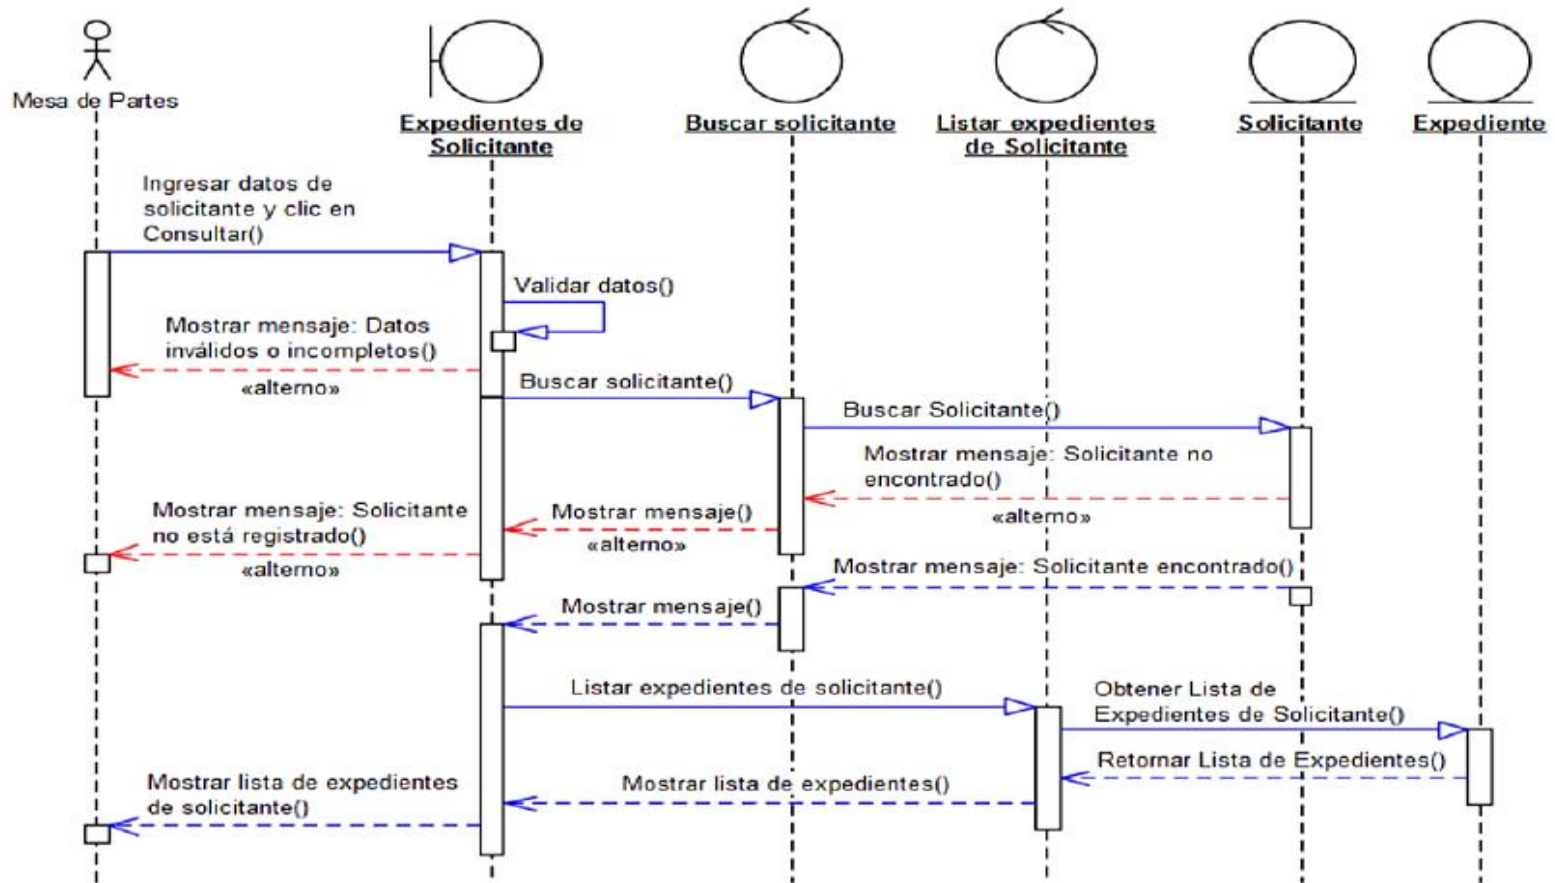 Mesa de Partes
Expedientes de
Solicitante
Buscar solicitante
Listar expedientes
de Solicitante
Solicitante
Expediente
Ingresar datos de
solicitante y clic en
Consultar()
Validar datos()
Mostrar mensaje: Datos
inválidos o incompletos()
«alterno»
Buscar solicitante()
Buscar Solicitante()
Mostrar mensaje: Solicitante no
encontrado()
«alterno»
Mostrar mensaje()
«alterno»
Mostrar mensaje: Solicitante
no está registrado()
«alterno»
Mostrar mensaje: Solicitante encontrado()
Mostrar mensaje()
Listar expedientes de solicitante()
Obtener Lista de
Expedientes de Solicitante()
Retornar Lista de Expedientes()
Mostrar lista de expedientes()
Mostrar lista de expedientes
de solicitante()